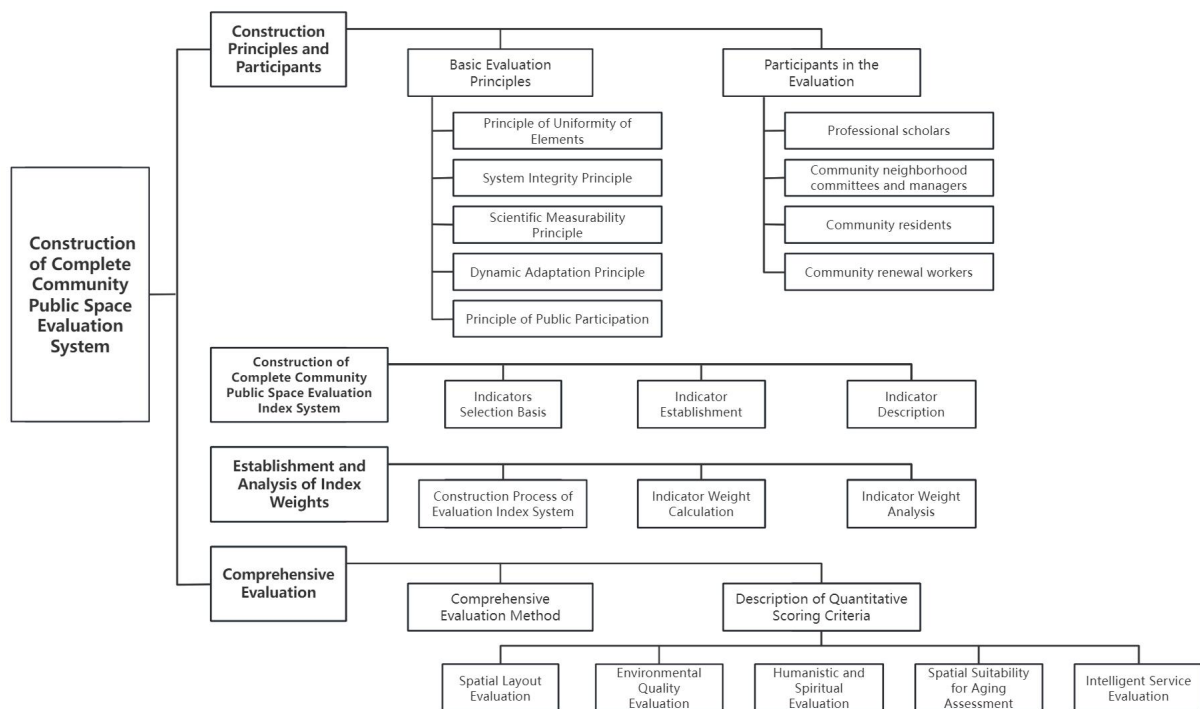 Construction
Principles and
Participants
Basic Evaluation
Principles
Participants in the
Evaluation
Principle of Uniformity of
Elements
System Integrity Principle
Scientific Measurability
Principle
Dynamic Adaptation Principle
Principle of Public Participation
Professional scholars
Community neighborhood
committees and managers
Community residents
Community renewal workers
Construction
of Complete
Community
Public Space
Evaluation
System
Construction of
Complete Community
Public Space Evaluation
Index System
Indicators
Selection Basis
Indicator
Establishment
Indicator
Description
Establishment and
Analysis of Index
Weights
Construction Process of
Evaluation Index System
Indicator Weight
Calculation
Indicator Weight
Analysis
Comprehensive
Evaluation
Comprehensive
Evaluation Method
Description of Quantitative
Scoring Criteria
Spatial Layout
Evaluation
Environmental
Quality
Evaluation
Humanistic and
Spiritual Evaluation
Spatial Suitability
for Aging
Assessment
Intelligent Service
Evaluation